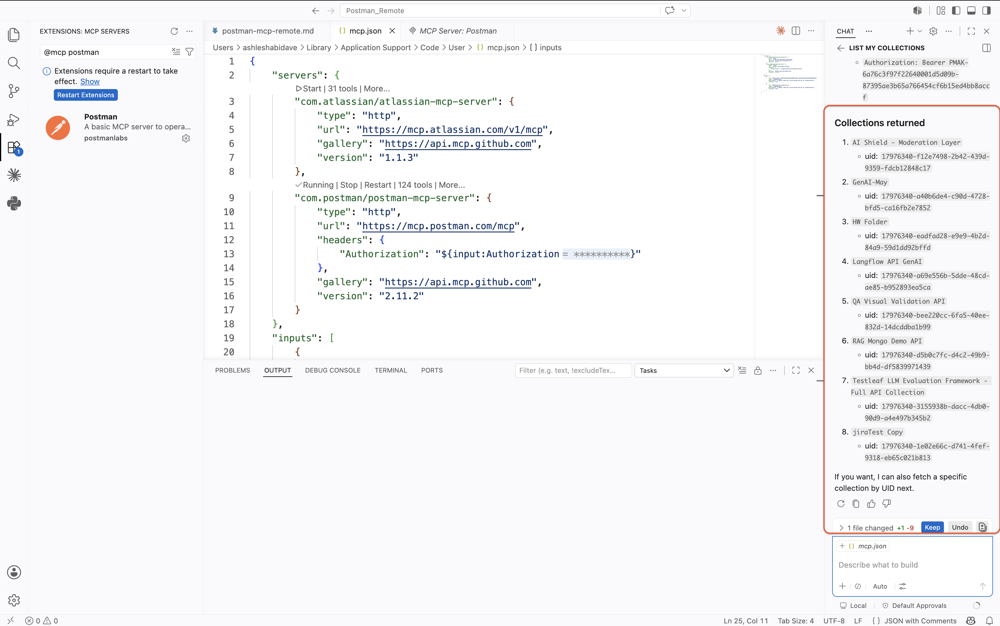 Postman_Remote
EXTENSIONS: MCP SERVERS
@mcp postman
Extensions require a restart to take
effect. Show
Restart Extensions
Postman
A basic MCP server to opera...
postmanlabs
1
postman-mcp-remote.md
{} mcp.json
MCP Server: Postman
Users > ashleshabidave > Library > Application Support > Code > User > {} mcp.json > [ ] inputs
1 {
2 "servers": {
Start | 31 tools | More...
3 "com.atlassian/atlassian-mcp-server": {
4 "type": "http",
5 "url": "https://mcp.atlassian.com/v1/mcp",
6 "gallery": "https://api.mcp.github.com",
7 "version": "1.1.3"
8 },
✓Running | Stop | Restart | 124 tools | More...
9 "com.postman/postman-mcp-server": {
10 "type": "http",
11 "url": "https://mcp.postman.com/mcp",
12 "headers": {
13 "Authorization": "${input:Authorization = **********}"
14 },
15 "gallery": "https://api.mcp.github.com",
16 "version": "2.11.2"
17 }
18 },
19 "inputs": [
20 {
PROBLEMS OUTPUT DEBUG CONSOLE TERMINAL PORTS
Filter (e.g. text, !excludeTex...
Tasks
CHAT
LIST MY COLLECTIONS
Authorization: Bearer PMAK-
6a76c3f97f22640001d5d09b-
87395ae3b65a766454cf6b15ed4bb8acc
f
Collections returned
1. AI Shield - Moderation Layer
uid: 17976340-f12e7498-2b42-439d-
9359-fdcb12848c17
2. GenAI-May
uid: 17976340-a40b6de4-c90d-4728-
bfd5-ca16fb2e7852
3. HW Folder
uid: 17976340-eadfad28-e9e9-4b2d-
84a9-59d1dd92bffd
4. Langflow API GenAI
uid: 17976340-a69e556b-5dde-48cd-
ae85-b952893ea5ca
5. QA Visual Validation API
uid: 17976340-bee220cc-6fa5-40ee-
832d-14dcddba1b99
6. RAG Mongo Demo API
uid: 17976340-d5b0c7fc-d4c2-49b9-
bb4d-df5839971439
7. Testleaf LLM Evaluation Framework -
Full API Collection
uid: 17976340-3155938b-dacc-4db0-
90d9-a4e497b345b2
8. jiraTest Copy
uid: 17976340-1e02e66c-d741-4fef-
9318-eb65c021b813
If you want, I can also fetch a specific
collection by UID next.
1 file changed +1 -9 Keep Undo
+ {} mcp.json
Describe what to build
Auto
Local
Default Approvals
0 0
Ln 25, Col 11 Tab Size: 4 UTF-8 LF {} JSON with Comments